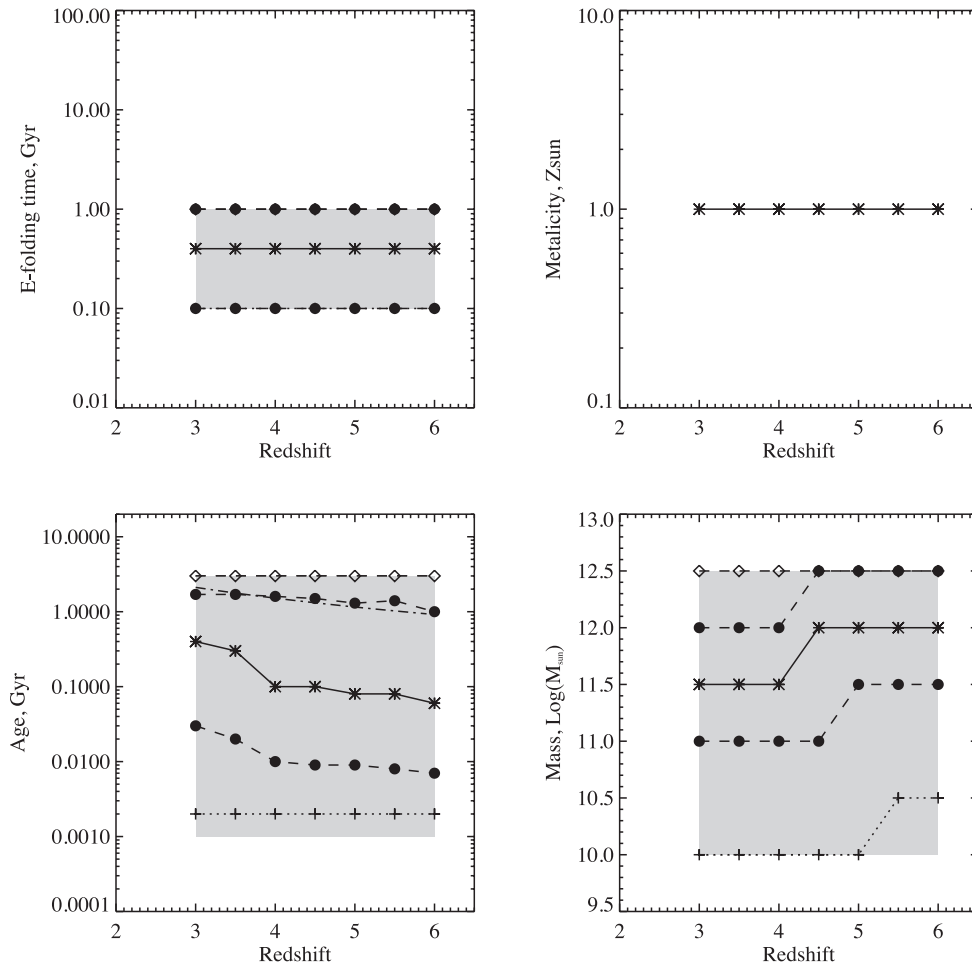 100.00
10.00
1.00
0.10
0.01
E-folding time, Gyr
2 3 4 5 6
Redshift
10.0
1.0
0.1
Metalicity, Zsun
2 3 4 5 6
Redshift
10.0000
1.0000
0.1000
0.0100
0.0010
0.0001
Age, Gyr
2 3 4 5 6
Redshift
13.0
12.5
12.0
11.5
11.0
10.5
10.0
9.5
Mass, Log(Msun)
2 3 4 5 6
Redshift